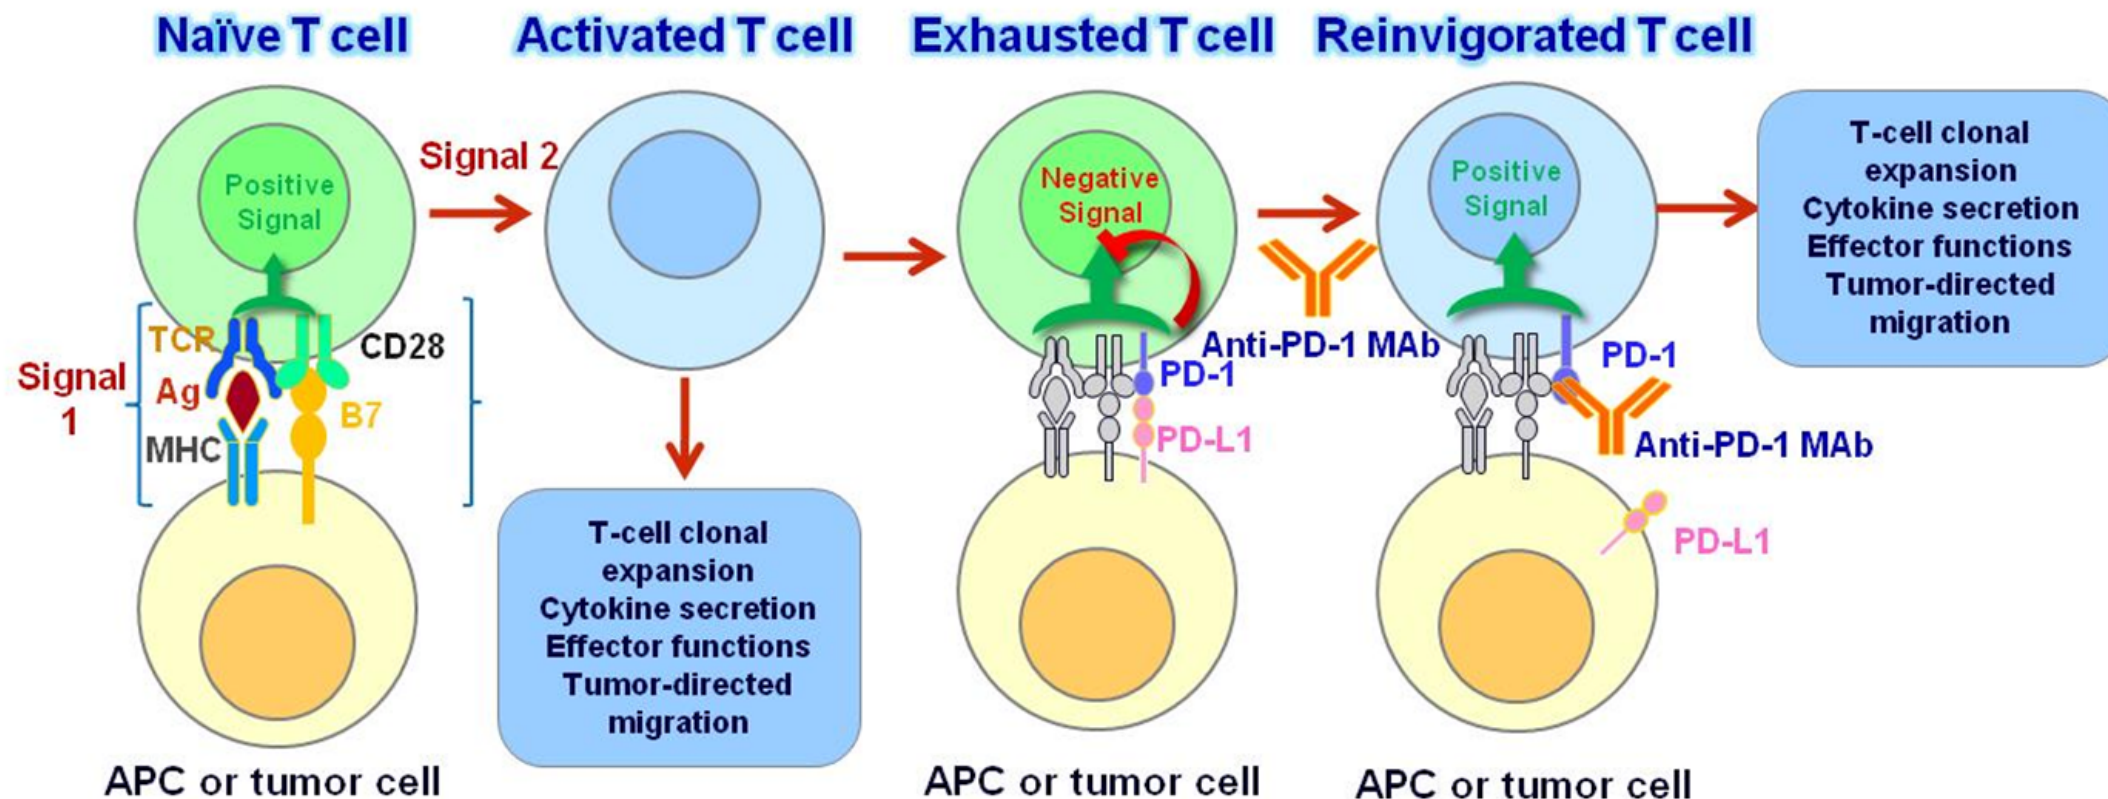 Naïve T cell
Activated T cell
Exhausted T cell
Reinvigorated T cell
Positive
Signal
Signal 2
Signal
1
TCR
Ag
MHC
CD28
B7
APC or tumor cell
T-cell clonal
expansion
Cytokine secretion
Effector functions
Tumor-directed
migration
Negative
Signal
PD-1
PD-L1
APC or tumor cell
Anti-PD-1 MAb
Positive
Signal
PD-1
Anti-PD-1 MAb
PD-L1
APC or tumor cell
T-cell clonal
expansion
Cytokine secretion
Effector functions
Tumor-directed
migration